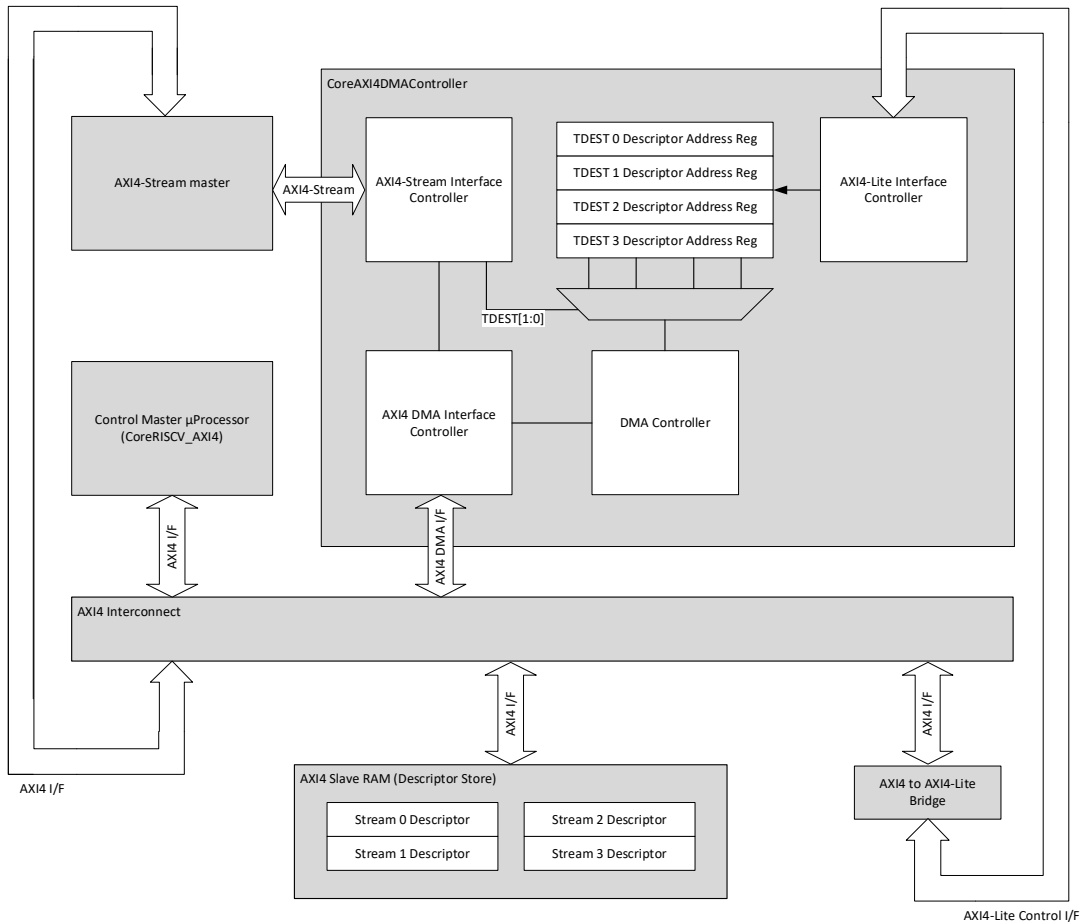 CoreAXI4DMAController
AXI4-Stream master
AXI4-Stream
AXI4-Stream Interface
Controller
TDEST 0 Descriptor Address Reg
TDEST 1 Descriptor Address Reg
TDEST 2 Descriptor Address Reg
TDEST 3 Descriptor Address Reg
AXI4-Lite Interface
Controller
TDEST[1:0]
Control Master µProcessor
(CoreRISCV_AXI4)
AXI4 DMA Interface
Controller
DMA Controller
AXI4 I/F
AXI4 DMA I/F
AXI4 Interconnect
AXI4 I/F
AXI4 I/F
AXI4 I/F
AXI4 Slave RAM (Descriptor Store)
Stream 0 Descriptor
Stream 1 Descriptor
Stream 2 Descriptor
Stream 3 Descriptor
AXI4 to AXI4-Lite
Bridge
AXI4-Lite Control I/F